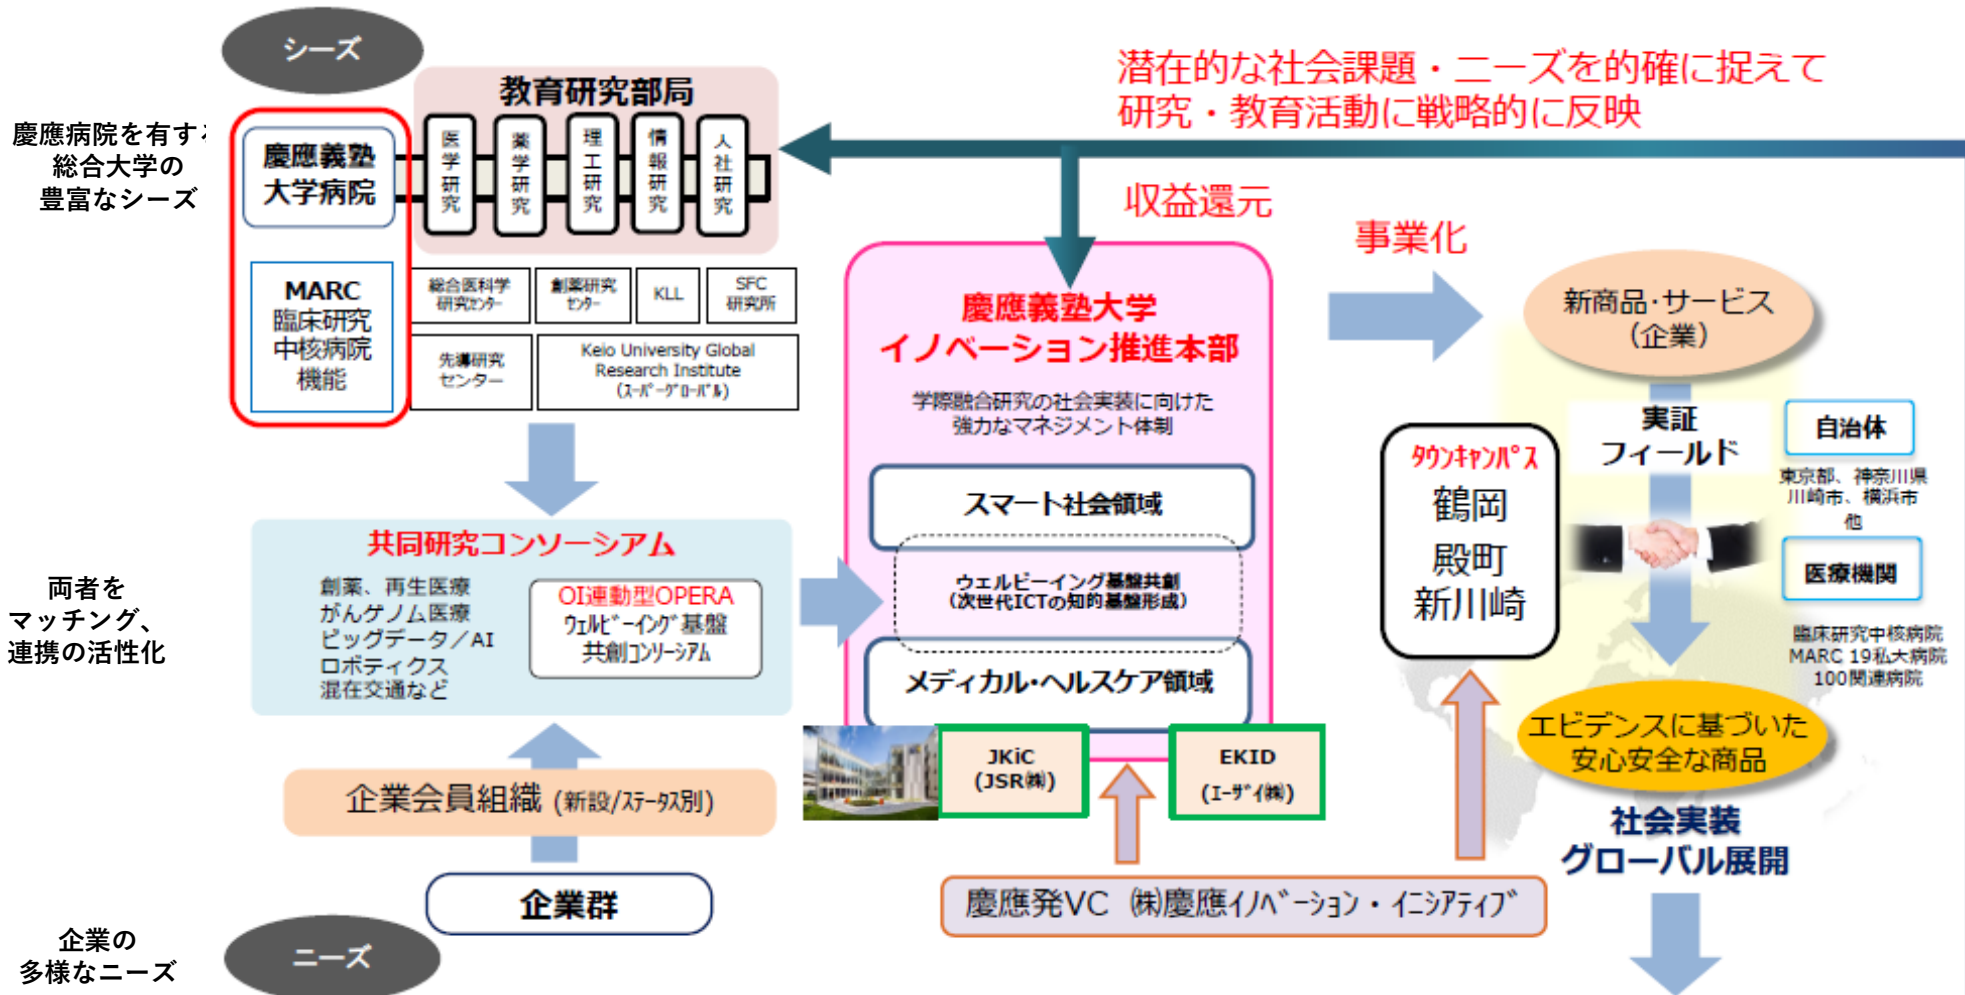 シーズ
慶應病院を有する
総合大学の
豊富なシーズ
教育研究部局
慶應義塾
大学病院
医学研究
薬学研究
理工研究
情報研究
人社研究
MARC
臨床研究
中核病院
機能
総合医科学
研究ｾﾝﾀｰ
創薬研究
ｾﾝﾀｰ
KLL
SFC
研究所
先導研究
センター
Keio University Global
Research Institute
(ｽｰﾊﾟｰｸﾞﾛｰﾊﾞﾙ)
潜在的な社会課題・ニーズを的確に捉えて
研究・教育活動に戦略的に反映
収益還元
事業化
両者を
マッチング、
連携の活性化
共同研究コンソーシアム
創薬、再生医療
がんゲノム医療
ビッグデータ／AI
ロボティクス
混在交通など
OI連動型OPERA
ｳｪﾙﾋﾞｰｲﾝｸﾞ基盤
共創ｺﾝソーシアム
企業会員組織 (新設/ｽﾃｰﾀｽ別)
企業群
企業の
多様なニーズ
ニーズ
慶應義塾大学
イノベーション推進本部
学際融合研究の社会実装に向けた
強力なマネジメント体制
スマート社会領域
ウェルビーイング基盤共創
(次世代ICTの知的基盤形成)
メディカル・ヘルスケア領域
JKiC
(JSR㈱)
EKID
(ｴｰｻﾞｲ㈱)
慶應発VC ㈱慶應ｲﾉﾍﾞｰｼｮﾝ・ｲﾆｼｱﾃｨﾌﾞ
新商品・サービス
(企業)
実証
フィールド
ﾀｳﾝｷｬﾝﾊﾟｽ
鶴岡
殿町
新川崎
自治体
東京都、神奈川県
川崎市、横浜市
他
医療機関
臨床研究中核病院
MARC 19私大病院
100関連病院
エビデンスに基づいた
安心安全な商品
社会実装
グローバル展開